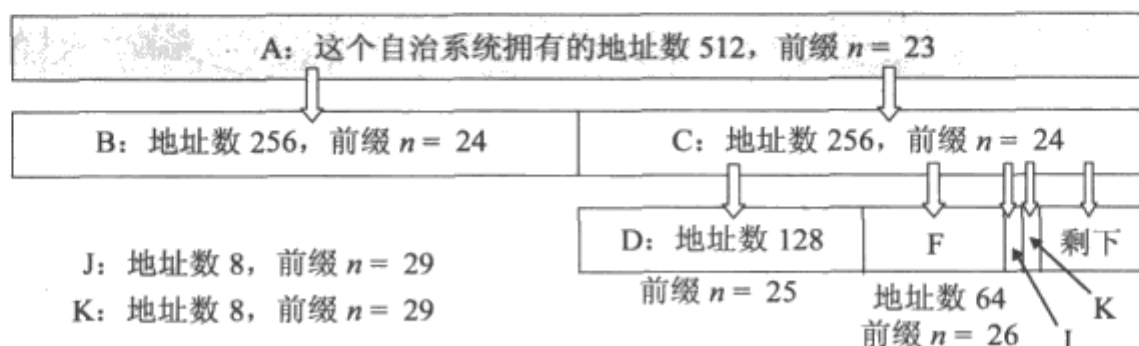 A：这个自治系统拥有的地址数 512，前缀 n = 23
B：地址数 256，前缀 n = 24
C：地址数 256，前缀 n = 24
D：地址数 128
F
剩下
J：地址数 8，前缀 n = 29
前缀 n = 25
地址数 64
K
K：地址数 8，前缀 n = 29
前缀 n = 26
J